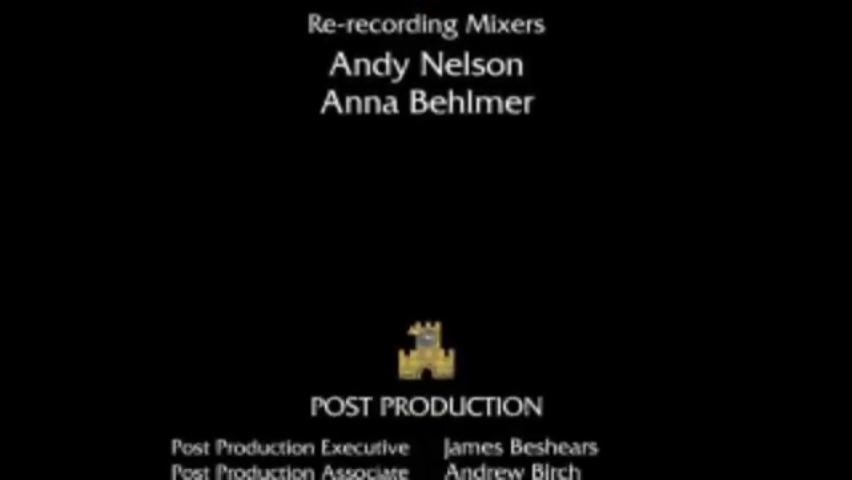 Re-recording Mixers
Andy Nelson
Anna Behlmer
POST PRODUCTION
Post Production Executive James Beshears
Post Production Associate Andrew Birch